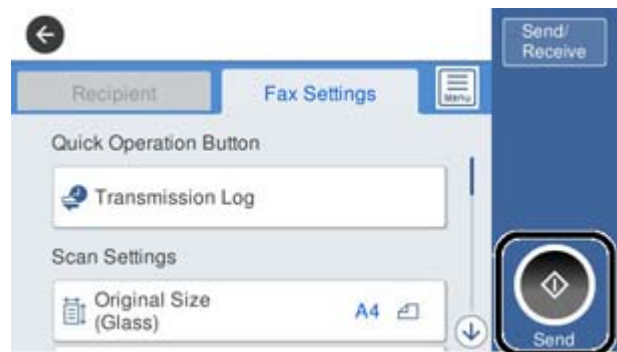 Send/
Receive
Recipient
Fax Settings
Menu
Quick Operation Button
Transmission Log
Scan Settings
Original Size
(Glass)
A4
Send